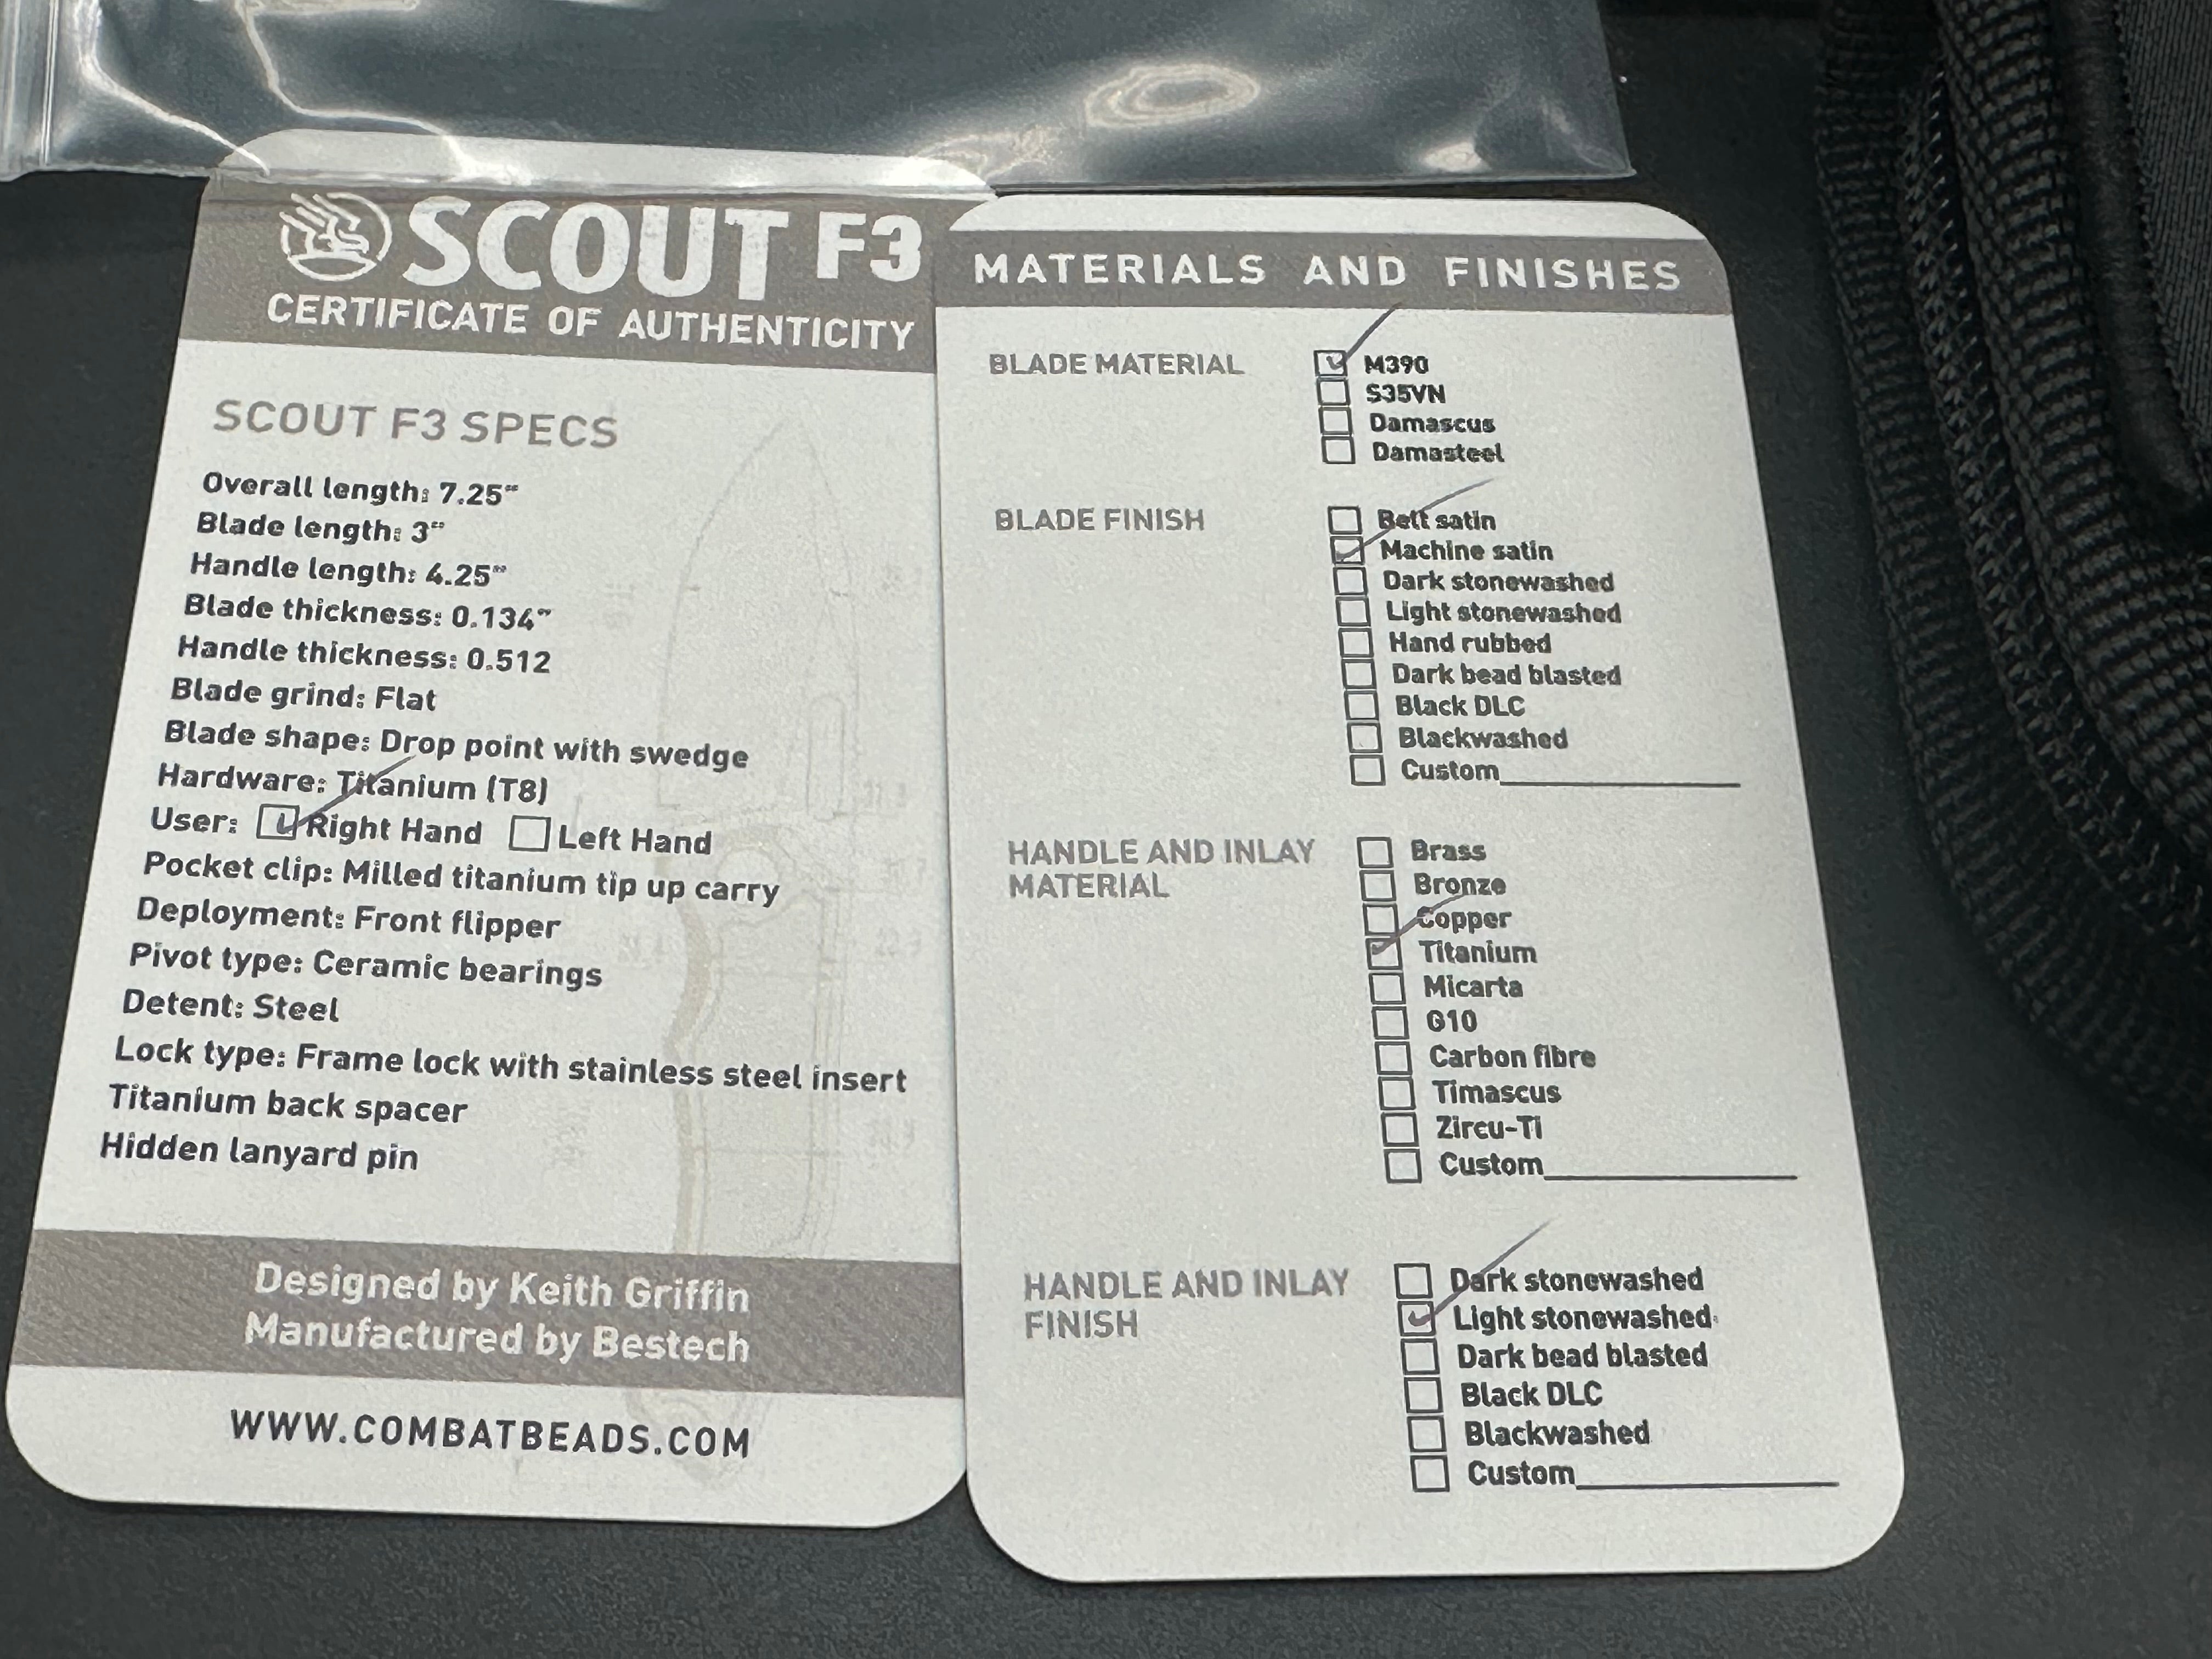 SCOUT F3
CERTIFICATE OF AUTHENTICITY
SCOUT F3 SPECS
Overall length: 7.25"
Blade length: 3"
Handle length: 4.25"
Blade thickness: 0.134"
Handle thickness: 0.512
Blade grind: Flat
Blade shape: Drop point with swedge
Hardware: Titanium (T8)
User: Right Hand Left Hand
Pocket clip: Milled titanium tip up carry
Deployment: Front flipper
Pivot type: Ceramic bearings
Detent: Steel
Lock type: Frame lock with stainless steel insert
Titanium back spacer
Hidden lanyard pin
Designed by Keith Griffin
Manufactured by Bestech
WWW.COMBATBEADS.COM
MATERIALS AND FINISHES
BLADE MATERIAL
M390
S35VN
Damascus
Damasteel
BLADE FINISH
Belt satin
Machine satin
Dark stonewashed
Light stonewashed
Hand rubbed
Dark bead blasted
Black DLC
Blackwashed
Custom
HANDLE AND INLAY
MATERIAL
Brass
Bronze
Copper
Titanium
Micarta
G10
Carbon fibre
Timascus
Zircu-Ti
Custom
HANDLE AND INLAY
FINISH
Dark stonewashed
Light stonewashed
Dark bead blasted
Black DLC
Blackwashed
Custom